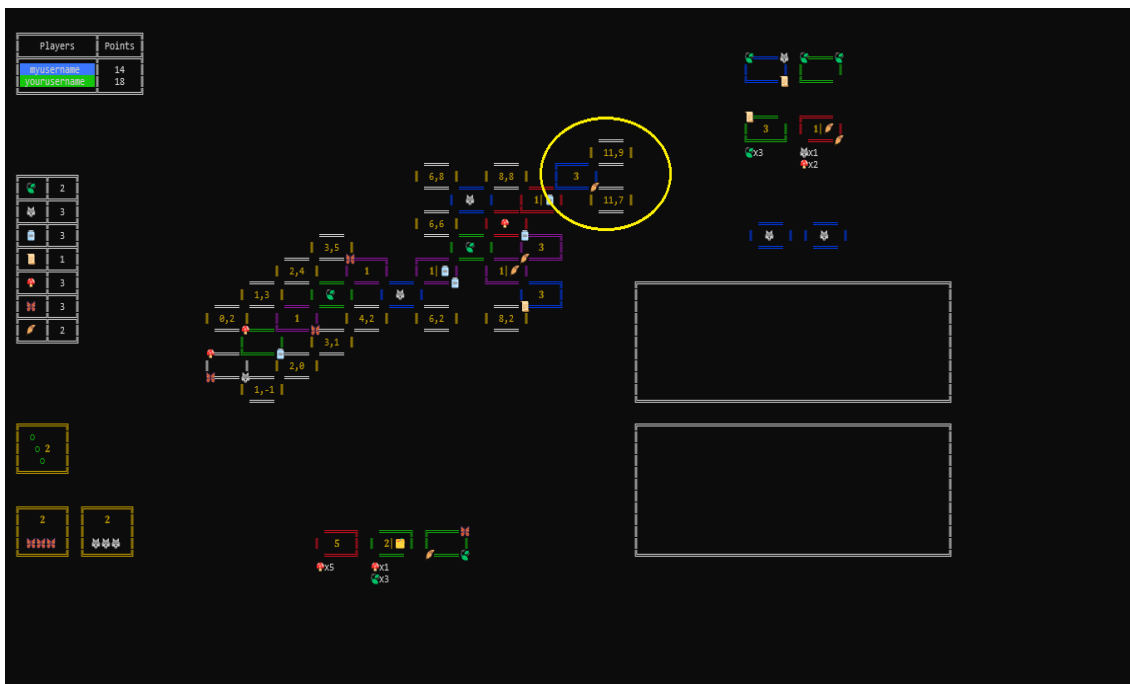 Players Points
myusername 14
yourusername 18
11,9
6,8 8,8 3
1| 11,7
6,6
3,5 3
2,4 1 1| 1|
1,3 3
0,2 1 4,2 6,2 8,2
3,1
2,0
1,-1
3 1|
x3 x1
x2
2
3
3
1
3
3
2
2
2 2
5 2|
x5 x1
x3